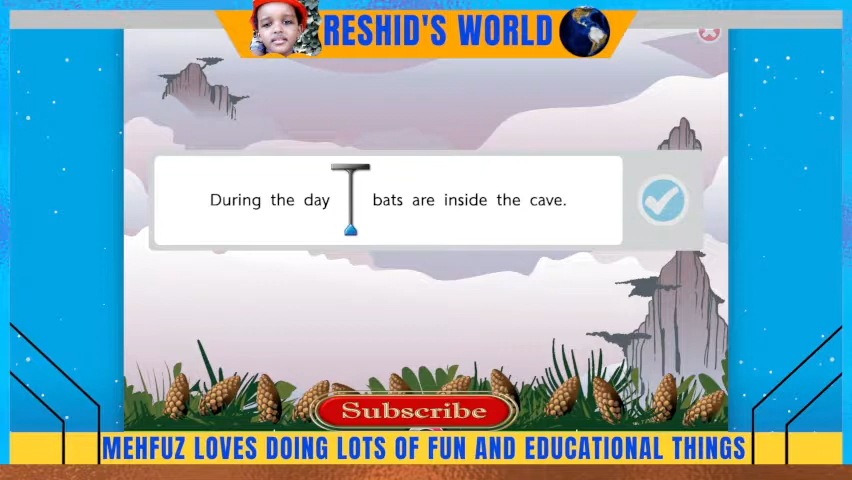 RESHID'S WORLD
During the day bats are inside the cave.
Subscribe
MEHFUZ LOVES DOING LOTS OF FUN AND EDUCATIONAL THINGS